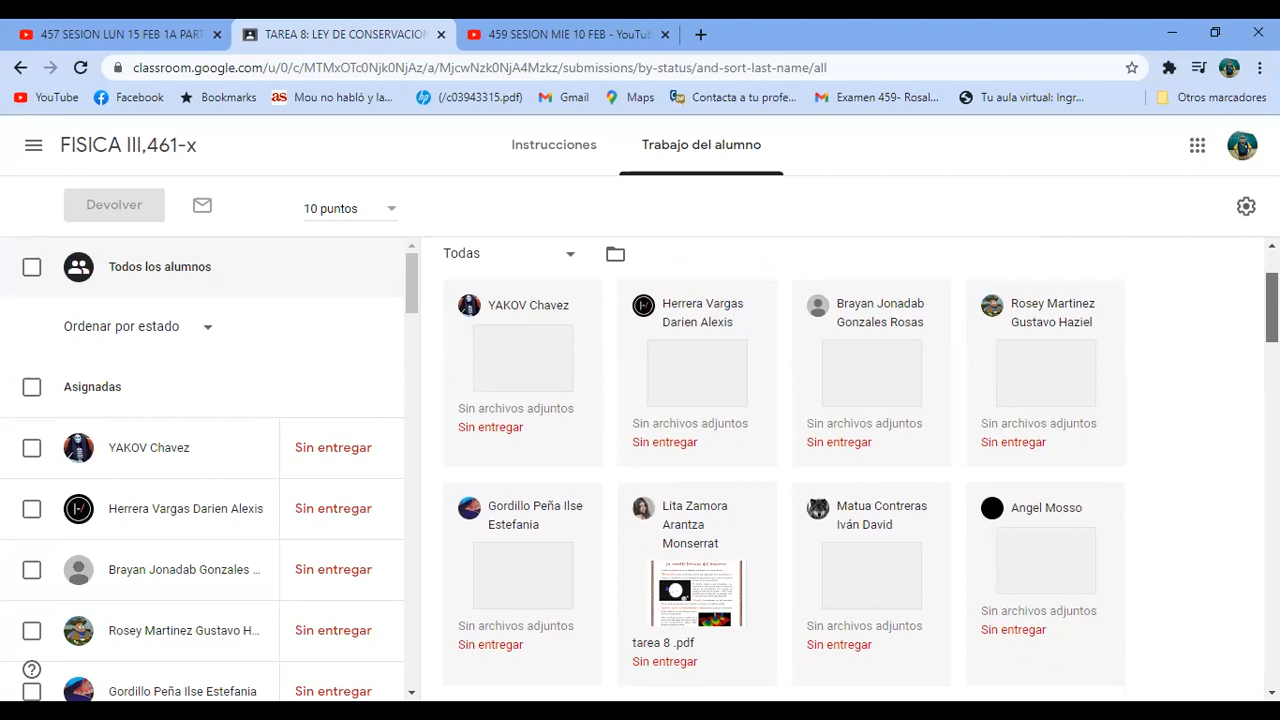 457 SESION LUN 15 FEB 1A PART
TAREA 8: LEY DE CONSERVACION
459 SESION MIE 10 FEB - YouTub
classroom.google.com/u/0/c/MTMxOTc0Njk0NjAz/a/MjcwNzk0NjA4Mzkz/submissions/by-status/and-sort-last-name/all
YouTube Facebook Bookmarks as Mou no habló y la... hp (/c03943315.pdf) Gmail Maps Contacta a tu profe... Examen 459- Rosal... Tu aula virtual: Ingr... Otros marcadores
FISICA III,461-x
Instrucciones Trabajo del alumno
Devolver
10 puntos
Todos los alumnos
Ordenar por estado
Asignadas
YAKOV Chavez Sin entregar
Herrera Vargas Darien Alexis Sin entregar
Brayan Jonadab Gonzales ... Sin entregar
Rosey Martinez Gustavo H... Sin entregar
Gordillo Peña Ilse Estefania Sin entregar
Todas
YAKOV Chavez
Sin archivos adjuntos
Sin entregar
Herrera Vargas
Darien Alexis
Sin archivos adjuntos
Sin entregar
Brayan Jonadab
Gonzales Rosas
Sin archivos adjuntos
Sin entregar
Rosey Martinez
Gustavo Haziel
Sin archivos adjuntos
Sin entregar
Gordillo Peña Ilse
Estefania
Sin archivos adjuntos
Sin entregar
Lita Zamora
Arantza
Monserrat
tarea 8 .pdf
Sin entregar
Matua Contreras
Iván David
Sin archivos adjuntos
Sin entregar
Angel Mosso
Sin archivos adjuntos
Sin entregar